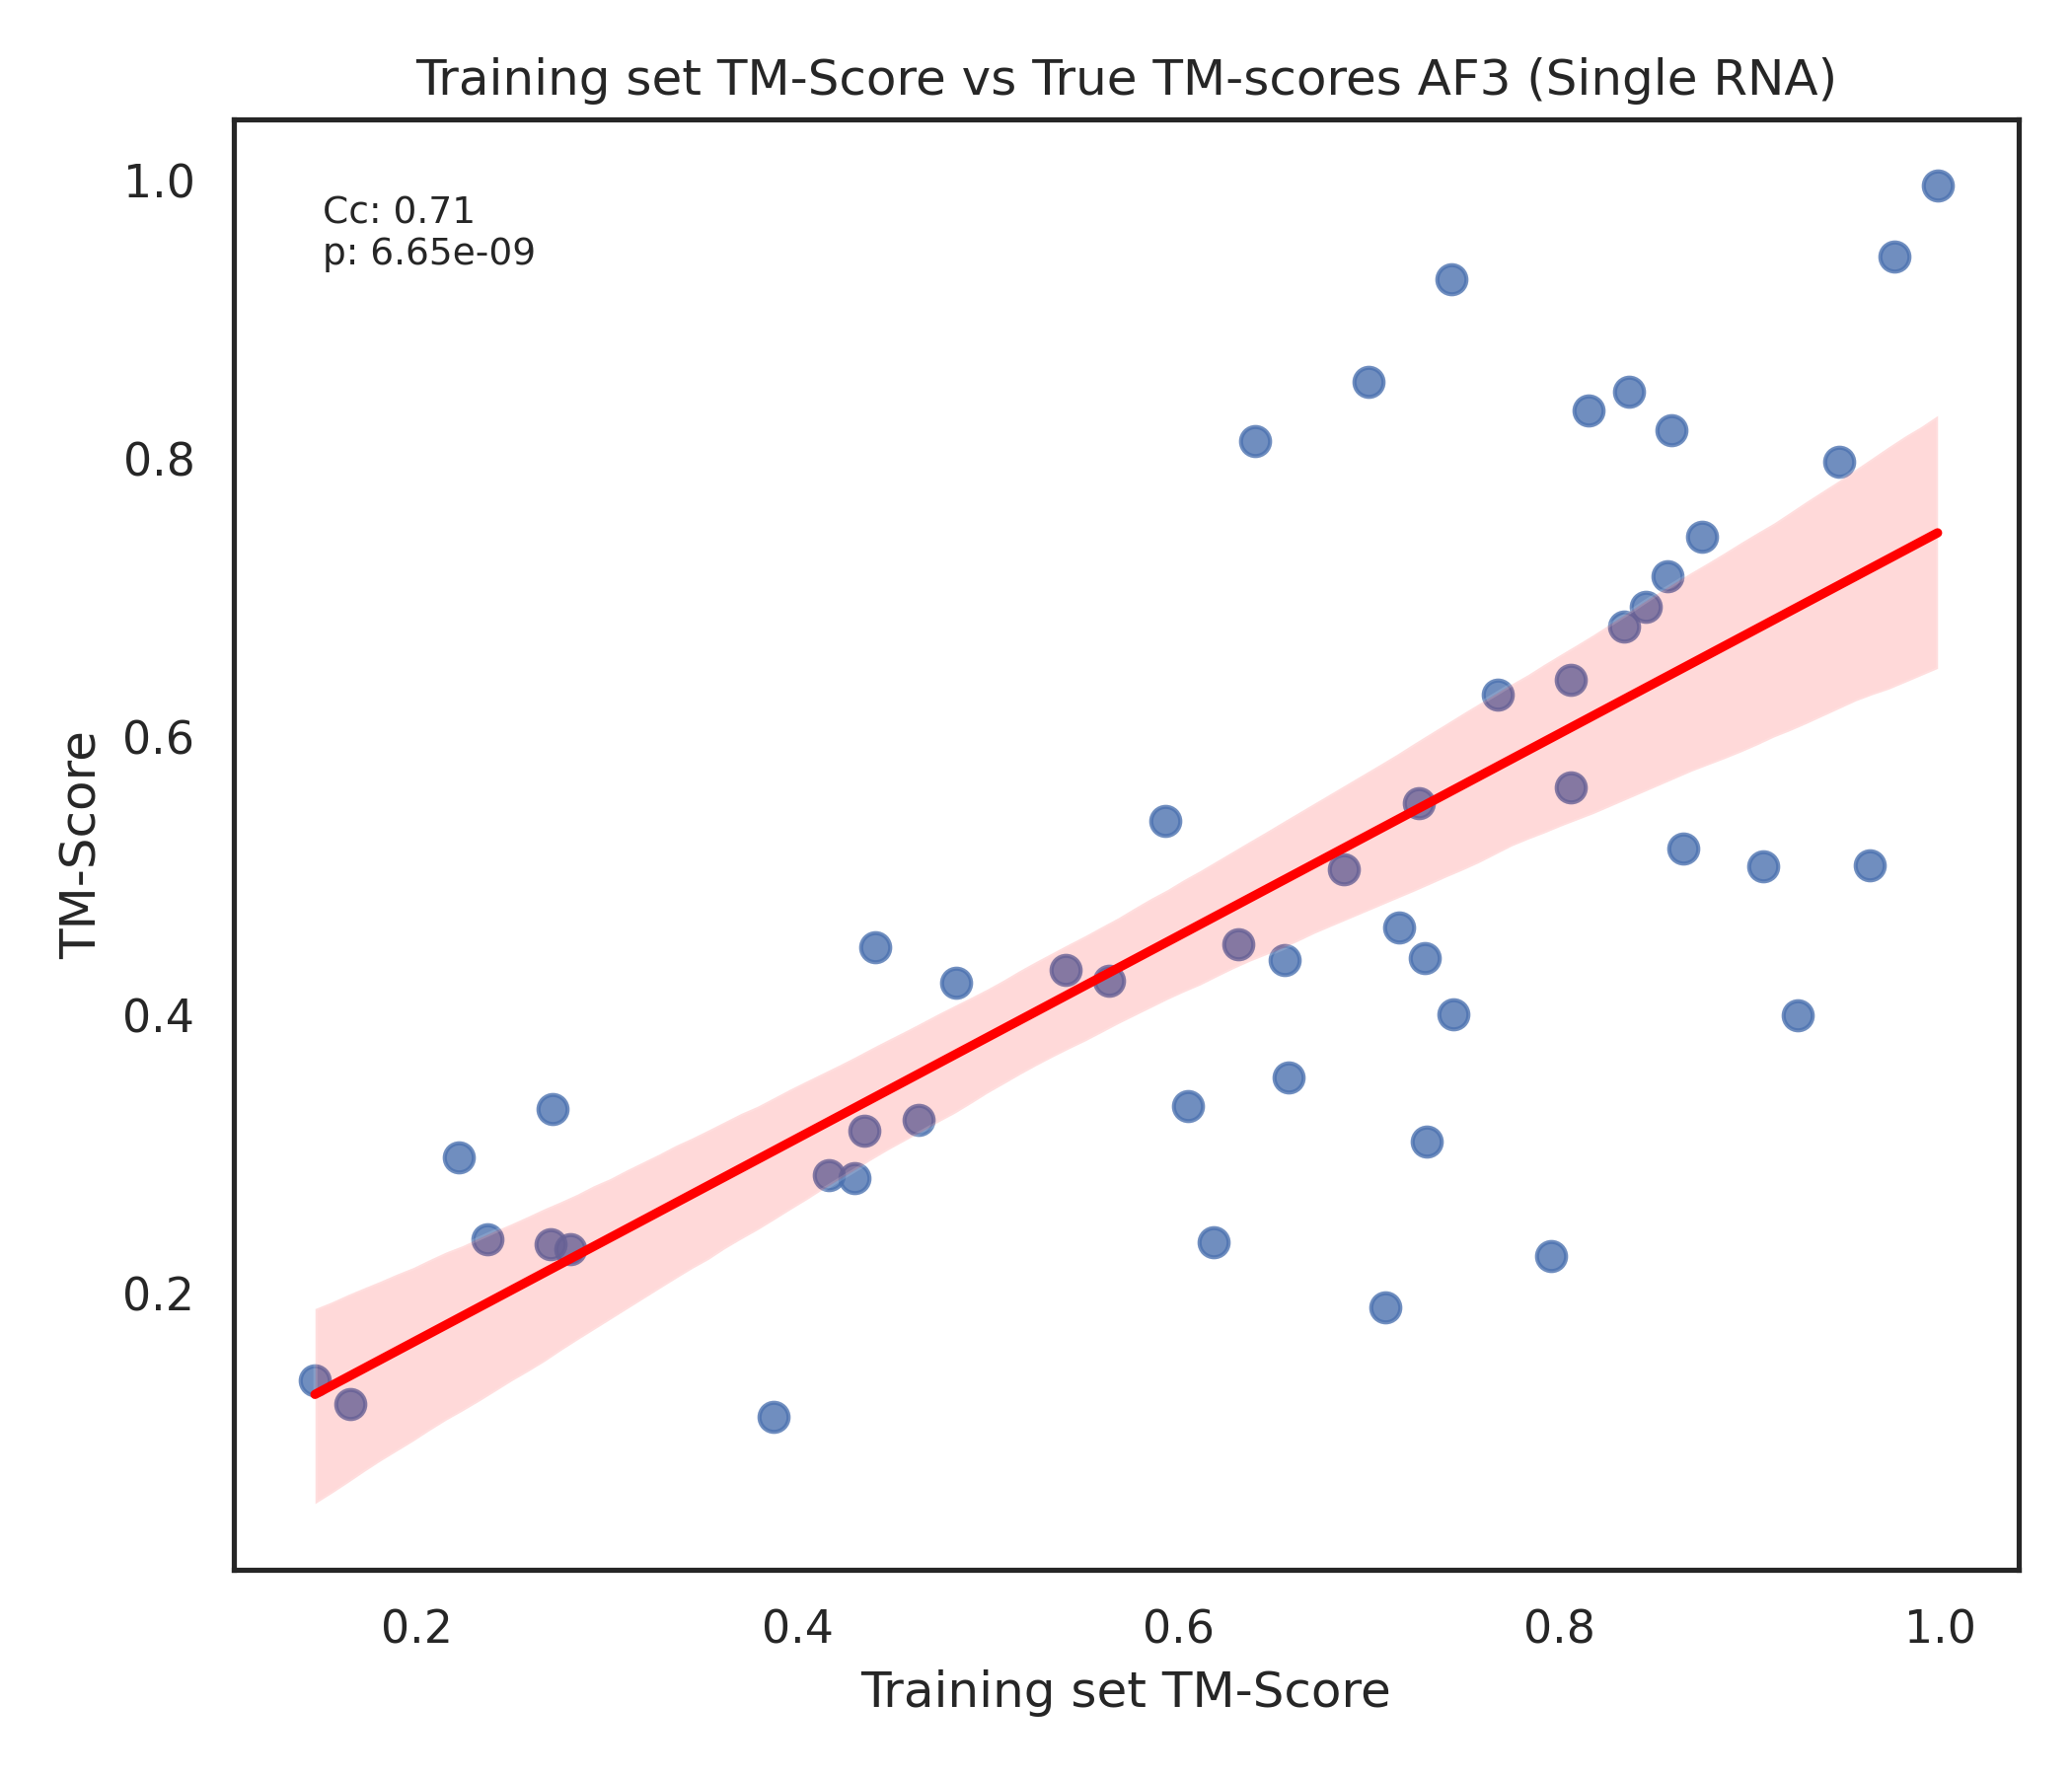 Training set TM-Score vs True TM-scores AF3 (Single RNA)
Cc: 0.71
p: 6.65e-09
TM-Score
1.0
0.8
0.6
0.4
0.2
0.2 0.4 0.6 0.8 1.0
Training set TM-Score